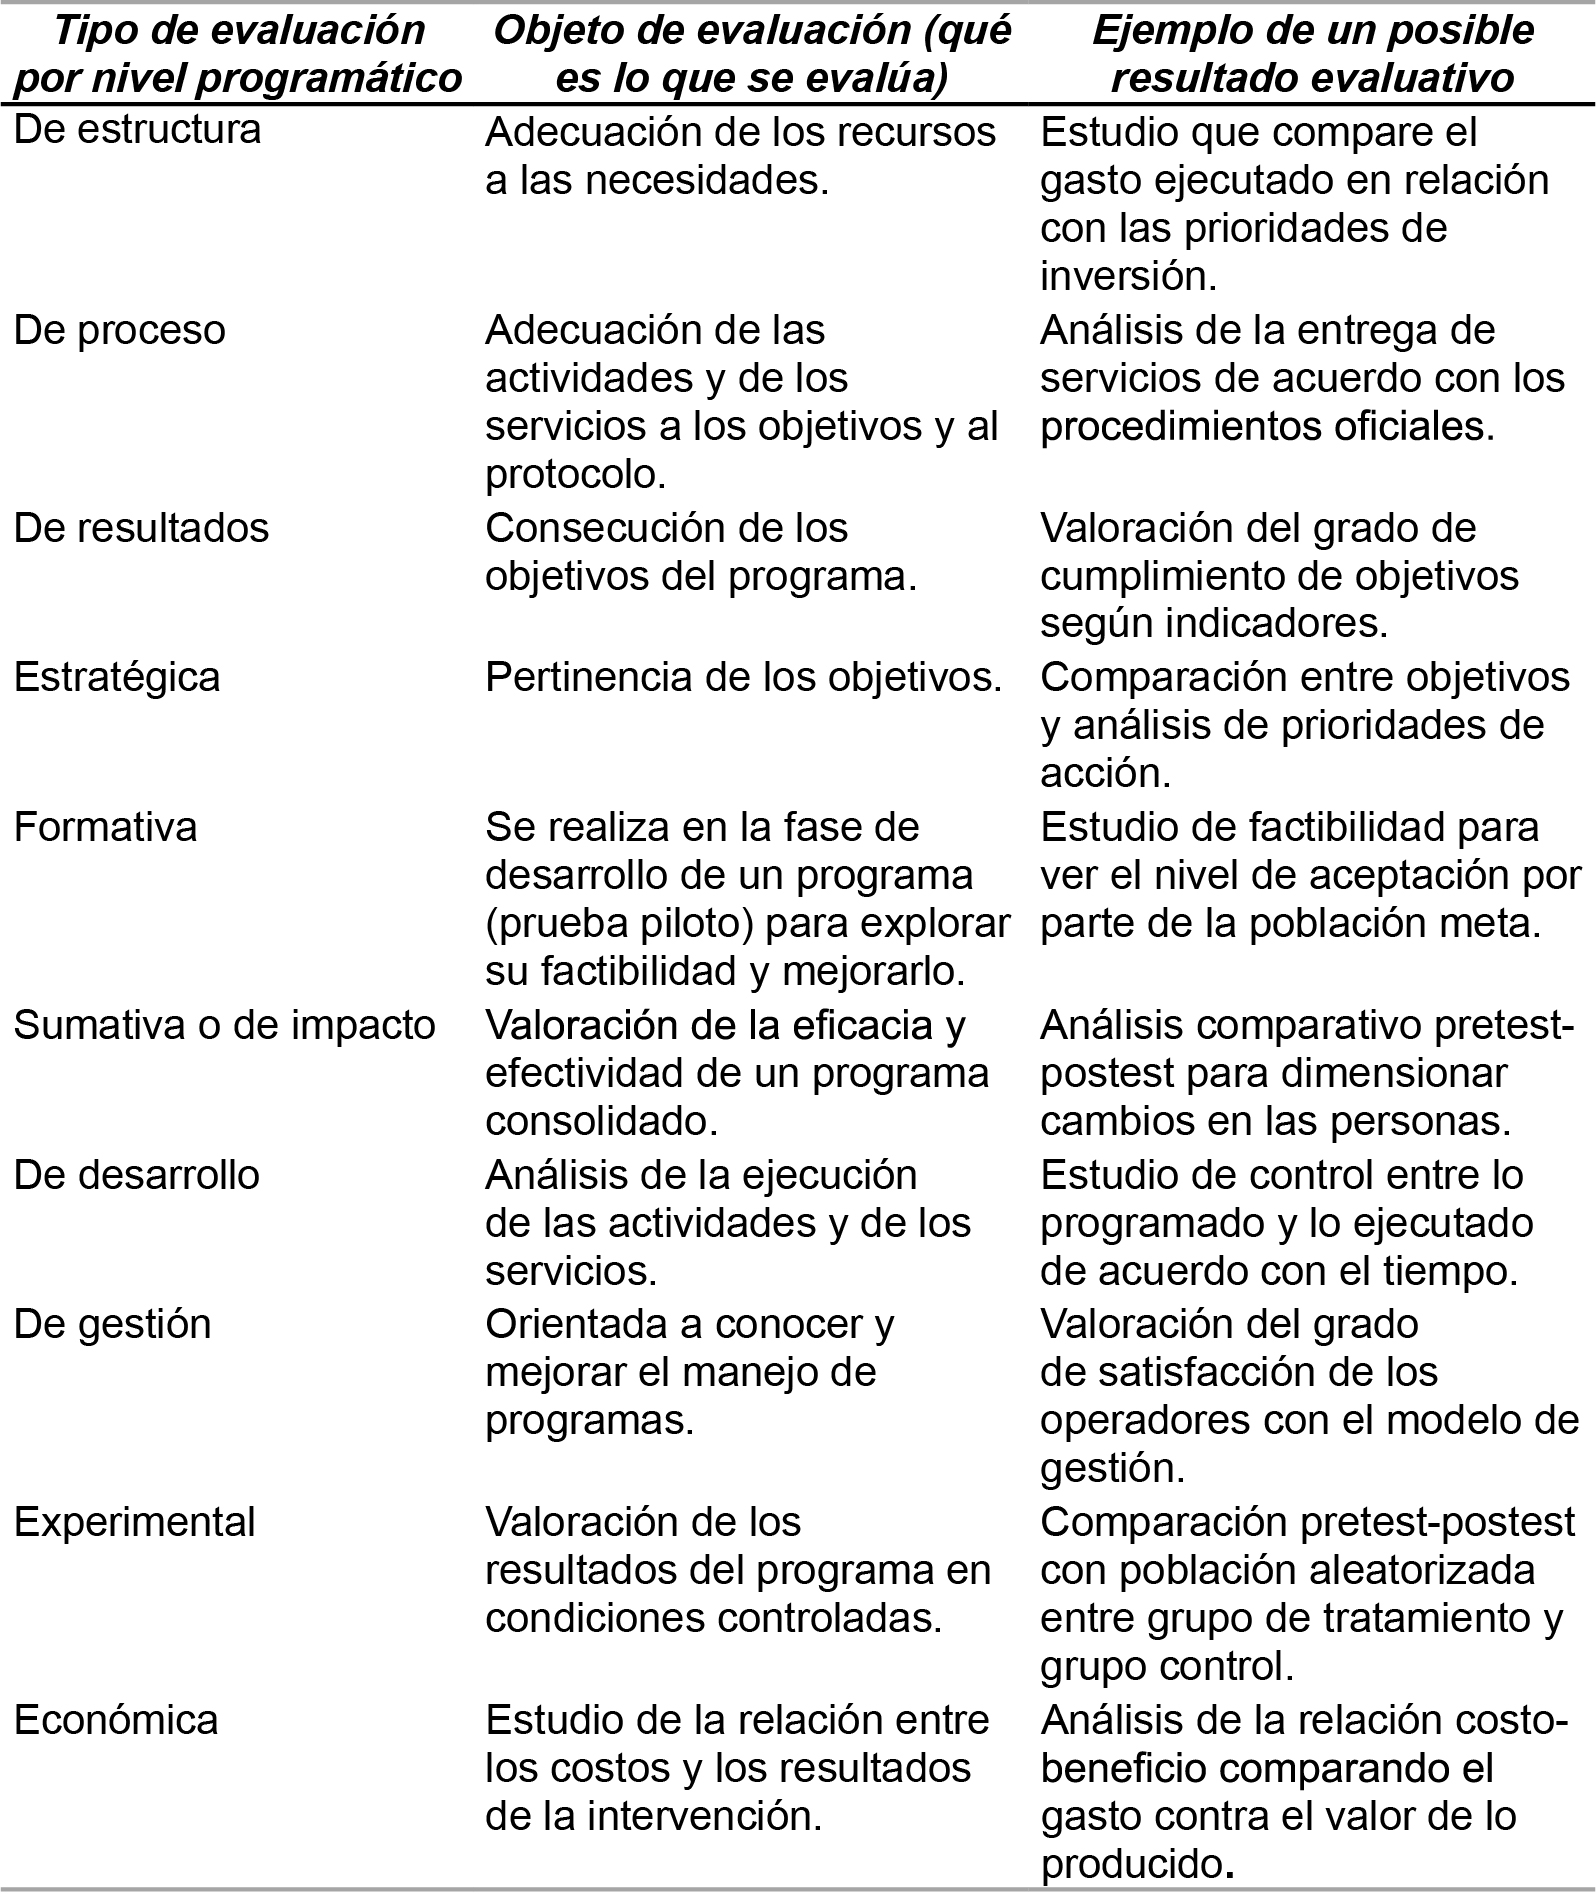 Tipo de evaluación por nivel programático
Objeto de evaluación (qué es lo que se evalúa)
Ejemplo de un posible resultado evaluativo
De estructura
Adecuación de los recursos
a las necesidades.
Estudio que compare el
gasto ejecutado en relación
con las prioridades de
inversión.
De proceso
Adecuación de las
actividades y de los
servicios a los objetivos y al
protocolo.
Análisis de la entrega de
servicios de acuerdo con los
procedimientos oficiales.
De resultados
Consecución de los
objetivos del programa.
Valoración del grado de
cumplimiento de objetivos
según indicadores.
Estratégica
Pertinencia de los objetivos.
Comparación entre objetivos
y análisis de prioridades de
acción.
Formativa
Se realiza en la fase de
desarrollo de un programa
(prueba piloto) para explorar
su factibilidad y mejorarlo.
Estudio de factibilidad para
ver el nivel de aceptación por
parte de la población meta.
Sumativa o de impacto
Valoración de la eficacia y
efectividad de un programa
consolidado.
Análisis comparativo pretest-
postest para dimensionar
cambios en las personas.
De desarrollo
Análisis de la ejecución
de las actividades y de los
servicios.
Estudio de control entre lo
programado y lo ejecutado
de acuerdo con el tiempo.
De gestión
Orientada a conocer y
mejorar el manejo de
programas.
Valoración del grado
de satisfacción de los
operadores con el modelo de
gestión.
Experimental
Valoración de los
resultados del programa en
condiciones controladas.
Comparación pretest-postest
con población aleatorizada
entre grupo de tratamiento y
grupo control.
Económica
Estudio de la relación entre
los costos y los resultados
de la intervención.
Análisis de la relación costo-
beneficio comparando el
gasto contra el valor de lo
producido.